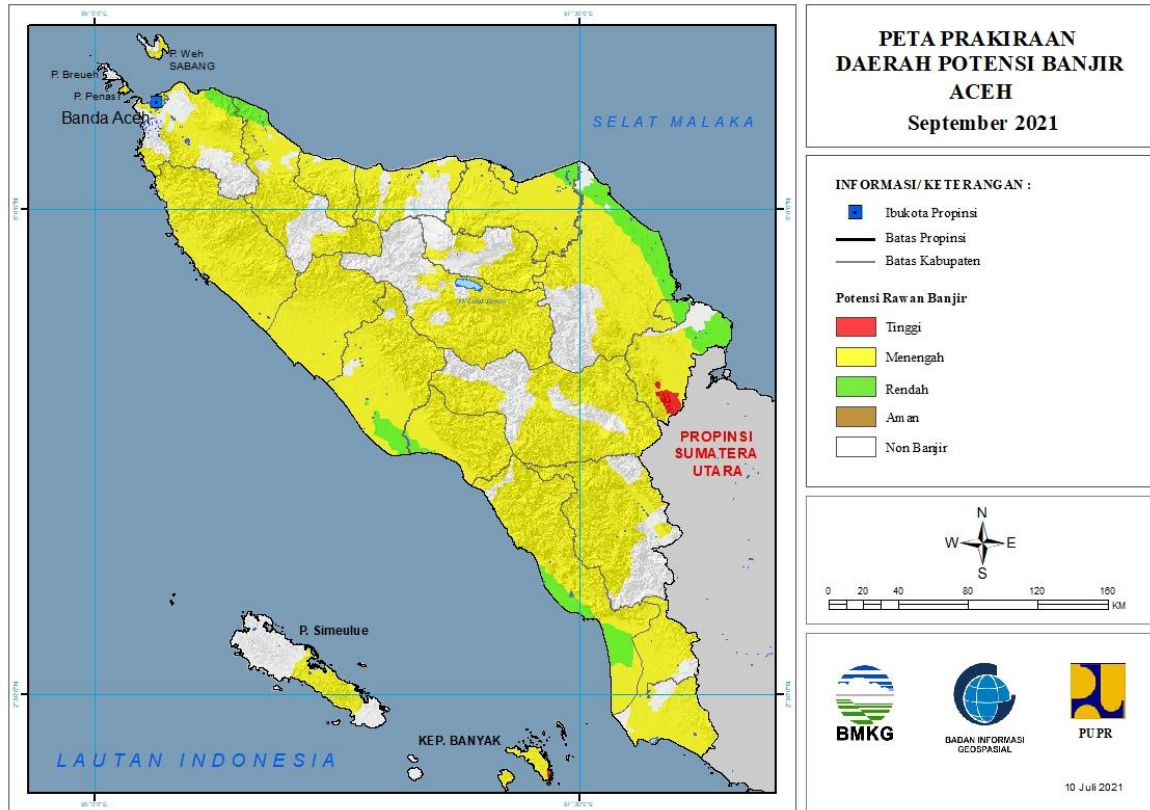 PETA PRAKIRAAN
DAERAH POTENSI BANJIR
ACEH
September 2021
INFORMASI/ KETERANGAN :
Ibukota Propinsi
Batas Propinsi
Batas Kabupaten
Potensi Rawan Banjir
Tinggi
Menengah
Rendah
Aman
Non Banjir
N
W E
S
0 20 40 80 120 160
KM
BMKG
BADAN INFORMASI
GEOSPASIAL
PUPR
10 Juli 2021
P. Weh
SABANG
P. Breueh
P. Penasi
Banda Aceh
SELAT MALAKA
PROPINSI
SUMATERA
UTARA
P. Simeulue
KEP. BANYAK
LAUTAN INDONESIA